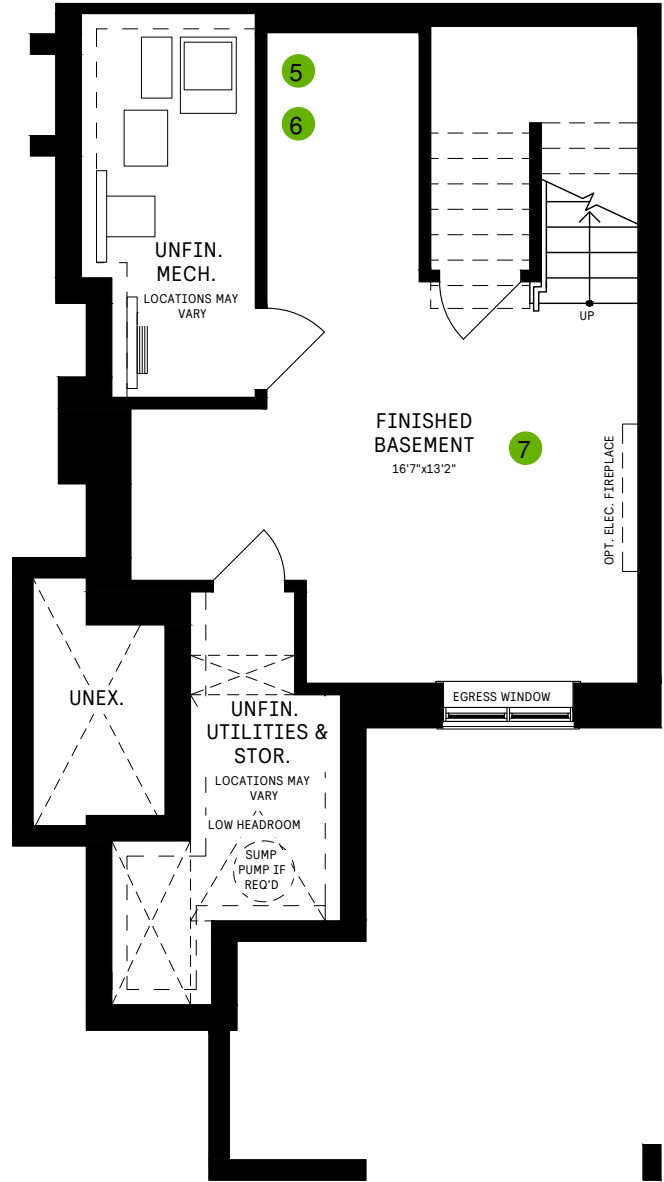 5
6
UNFIN.
MECH.
LOCATIONS MAY
VARY
UP
FINISHED
BASEMENT
16'7"x13'2"
7
OPT. ELEC. FIREPLACE
UNEX.
EGRESS WINDOW
UNFIN.
UTILITIES &
STOR.
LOCATIONS MAY
VARY
LOW HEADROOM
SUMP
PUMP IF
REQ'D